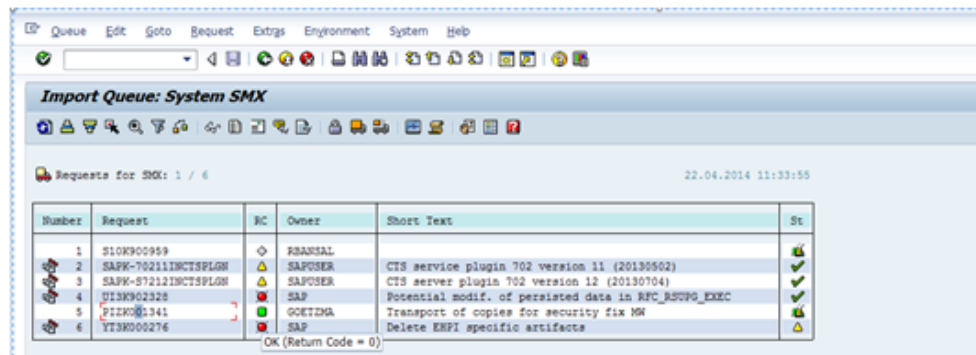 Queue Edit Goto Request Extras Environment System Help
Import Queue: System SMX
Requests for SMX: 1 / 6 22.04.2014 11:33:55
Number Request RC Owner Short Text St
1 S10K900959 RBANSAL
2 SAPK-70211INCTSPLGN SAPUSER CTS service plugin 702 version 11 (20130502)
3 SAPK-S7212INCTSPLGN SAPUSER CTS server plugin 702 version 12 (20130704)
4 UI3K902328 SAP Potential modif. of persisted data in RFC_RSUPG_EXEC
5 PIZK001341 GOETZMA Transport of copies for security fix MW
6 YT3K000276 SAP Delete EHPI specific artifacts
OK (Return Code = 0)